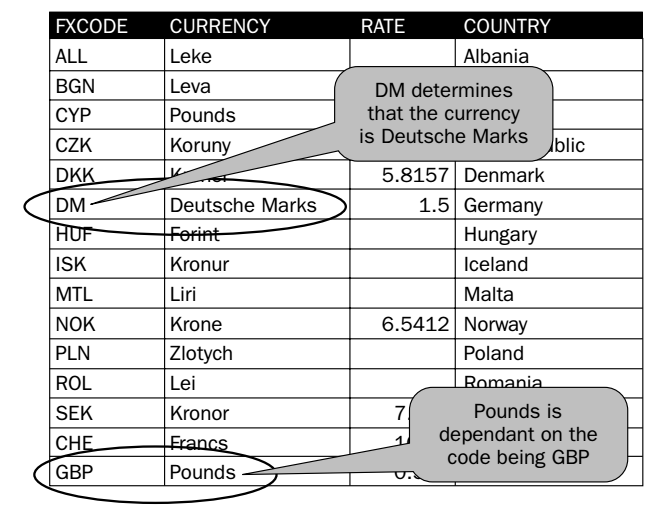 FXCODE CURRENCY RATE COUNTRY
ALL Leke Albania
BGN Leva
DM determines
that the currency
is Deutsche Marks
CYP Pounds
CZK Koruny
DKK 5.8157 Denmark
DM Deutsche Marks 1.5 Germany
HUF Forint Hungary
ISK Kronur Iceland
MTL Liri Malta
NOK Krone 6.5412 Norway
PLN Zlotych Poland
ROL Lei Romania
SEK Kronor
CHE Francs
GBP Pounds
Pounds is
dependant on the
code being GBP